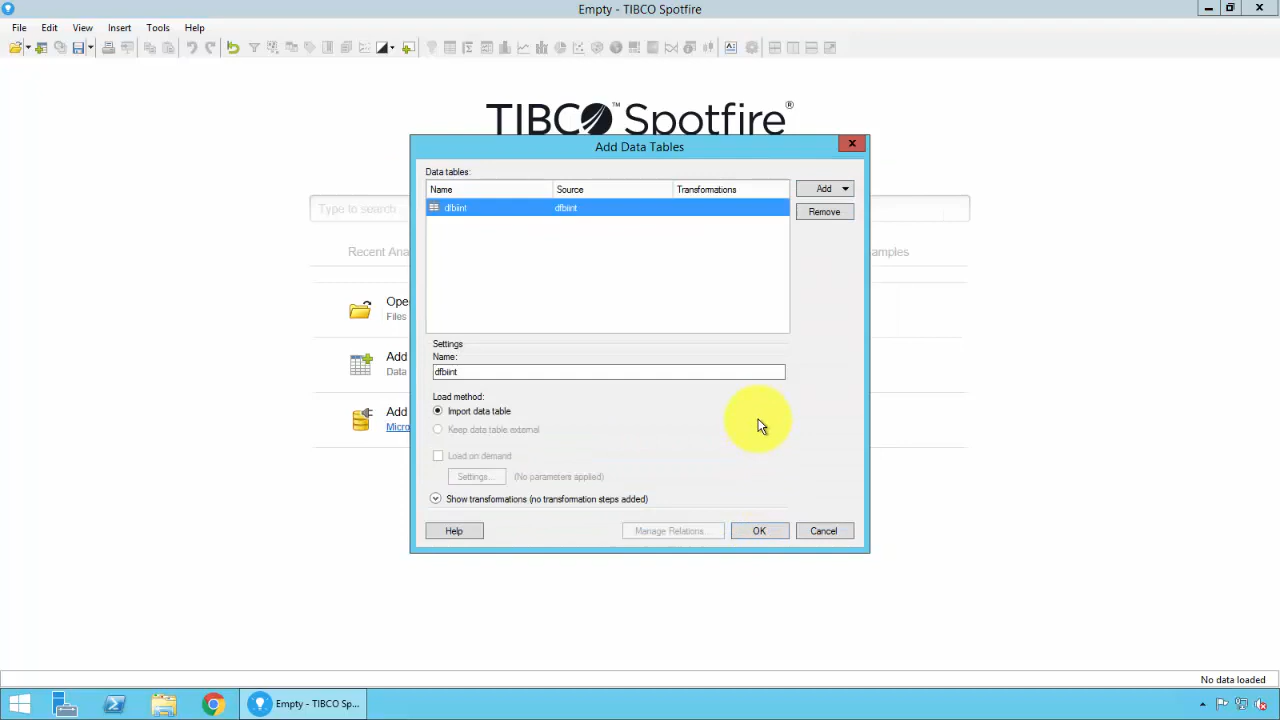 Empty - TIBCO Spotfire
File Edit View Insert Tools Help
TIBCO™ Spotfire®
Add Data Tables
Data tables:
Name Source Transformations
dfbiint dfbiint
Add
Remove
Type to search
Recent Ana
amples
Ope
Files
Add
Data
Add
Micro
Settings
Name:
dfbiint
Load method:
Import data table
Keep data table external
Load on demand
Settings... (No parameters applied)
Show transformations (no transformation steps added)
Help Manage Relations... OK Cancel
No data loaded
Empty - TIBCO Spo...